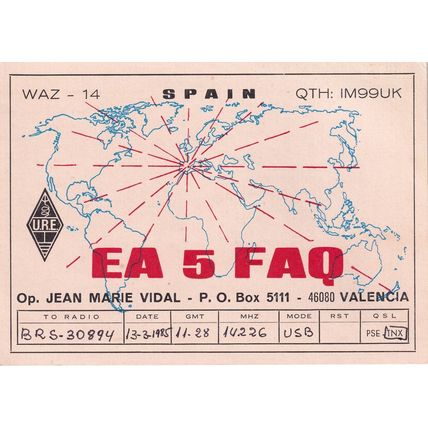 WAZ - 14 SPAIN QTH: IM99UK
U.R.E.
EA 5 FAQ
Op. JEAN MARIE VIDAL - P. O. Box 5111 - 46080 VALENCIA
TO RADIO DATE GMT MHZ MODE RST QSL
BRS-30894 13-3-1985 11-28 14.226 USB PSE TNX